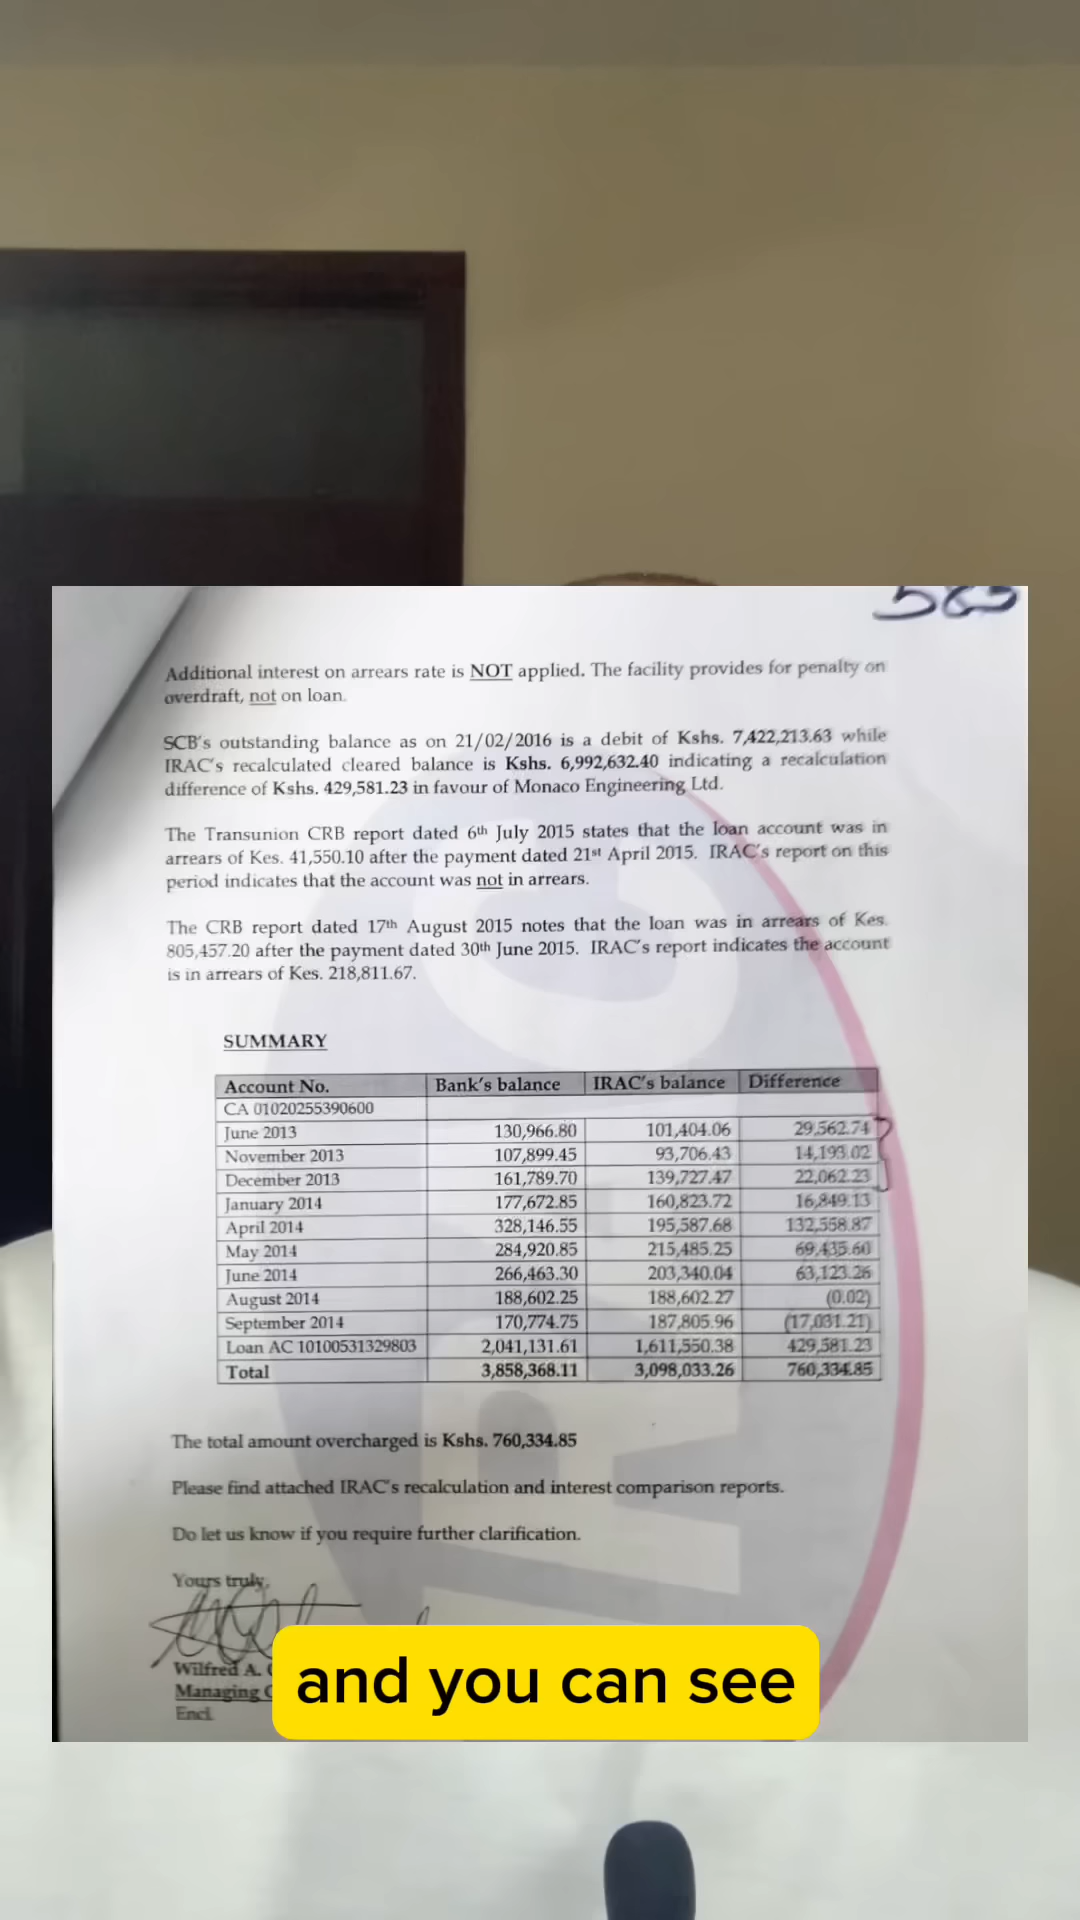 Additional interest on arrears rate is NOT applied. The facility provides for penalty on
overdraft, not on loan.
SCB's outstanding balance as on 21/02/2016 is a debit of Kshs. 7,422,213.63 while
IRAC's recalculated cleared balance is Kshs. 6,992,632.40 indicating a recalculation
difference of Kshs. 429,581.23 in favour of Monaco Engineering Ltd.
The Transunion CRB report dated 6th July 2015 states that the loan account was in
arrears of Kes. 41,550.10 after the payment dated 21st April 2015. IRAC's report on this
period indicates that the account was not in arrears.
The CRB report dated 17th August 2015 notes that the loan was in arrears of Kes.
805,457.20 after the payment dated 30th June 2015. IRAC's report indicates the account
is in arrears of Kes. 218,811.67.
SUMMARY
Account No. Bank's balance IRAC's balance Difference
CA 01020255390600
June 2013 130,966.80 101,404.06 29,562.74
November 2013 107,899.45 93,706.43 14,193.02
December 2013 161,789.70 139,727.47 22,062.23
January 2014 177,672.85 160,823.72 16,849.13
April 2014 328,146.55 195,587.68 132,558.87
May 2014 284,920.85 215,485.25 69,435.60
June 2014 266,463.30 203,340.04 63,123.26
August 2014 188,602.25 188,602.27 (0.02)
September 2014 170,774.75 187,805.96 (17,031.21)
Loan AC 10100531329803 2,041,131.61 1,611,550.38 429,581.23
Total 3,858,368.11 3,098,033.26 760,334.85
The total amount overcharged is Kshs. 760,334.85
Please find attached IRAC's recalculation and interest comparison reports.
Do let us know if you require further clarification.
Yours truly,
Wilfred A.
Managing
Encl.
and you can see